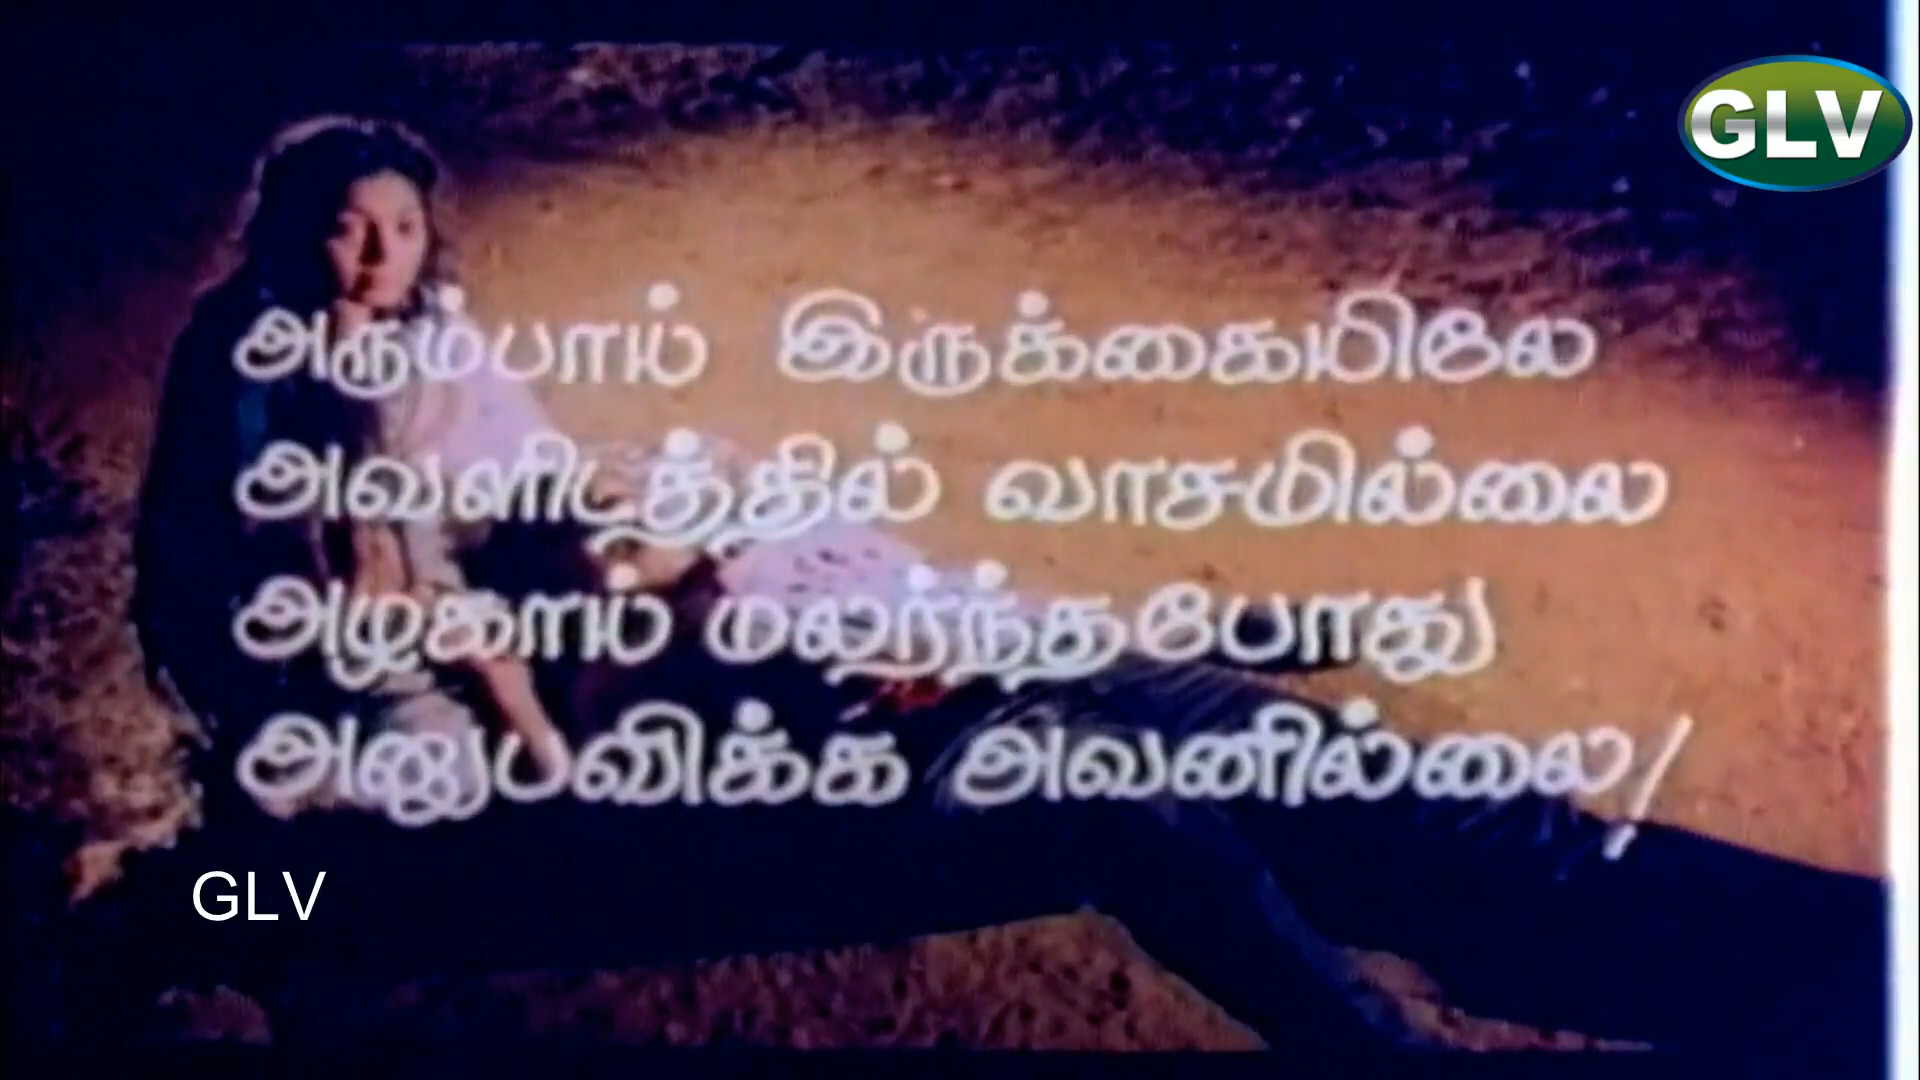 GLV
அரும்பாய் இருக்கையிலே
அவளிடத்தில் வாசமில்லை
அழகாய் மலர்ந்தபோது
அனுபவிக்க அவனில்லை!
GLV